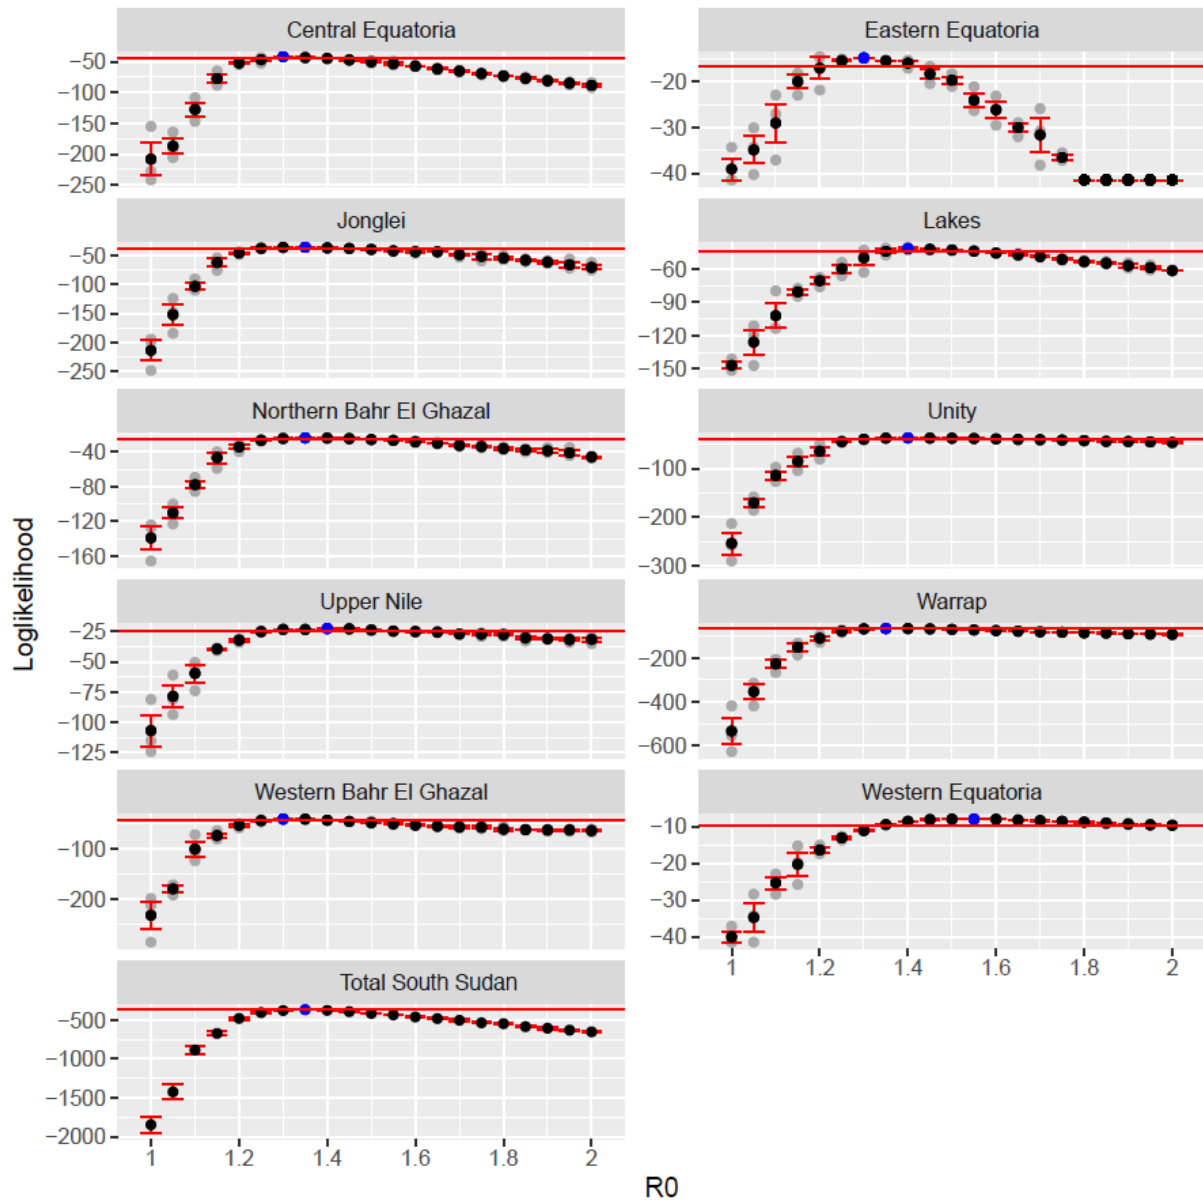 Central Equatoria
−50
−100
−150
−200
−250
Eastern Equatoria
−20
−30
−40
Jonglei
−50
−100
−150
−200
−250
Lakes
−60
−90
−120
−150
Northern Bahr El Ghazal
−40
−80
−120
−160
Unity
−100
−200
−300
Upper Nile
−25
−50
−75
−100
−125
Warrap
−200
−400
−600
Western Bahr El Ghazal
−100
−200
Western Equatoria
−10
−20
−30
−40
1 1.2 1.4 1.6 1.8 2
Total South Sudan
−500
−1000
−1500
−2000
1 1.2 1.4 1.6 1.8 2
Loglikelihood
R0